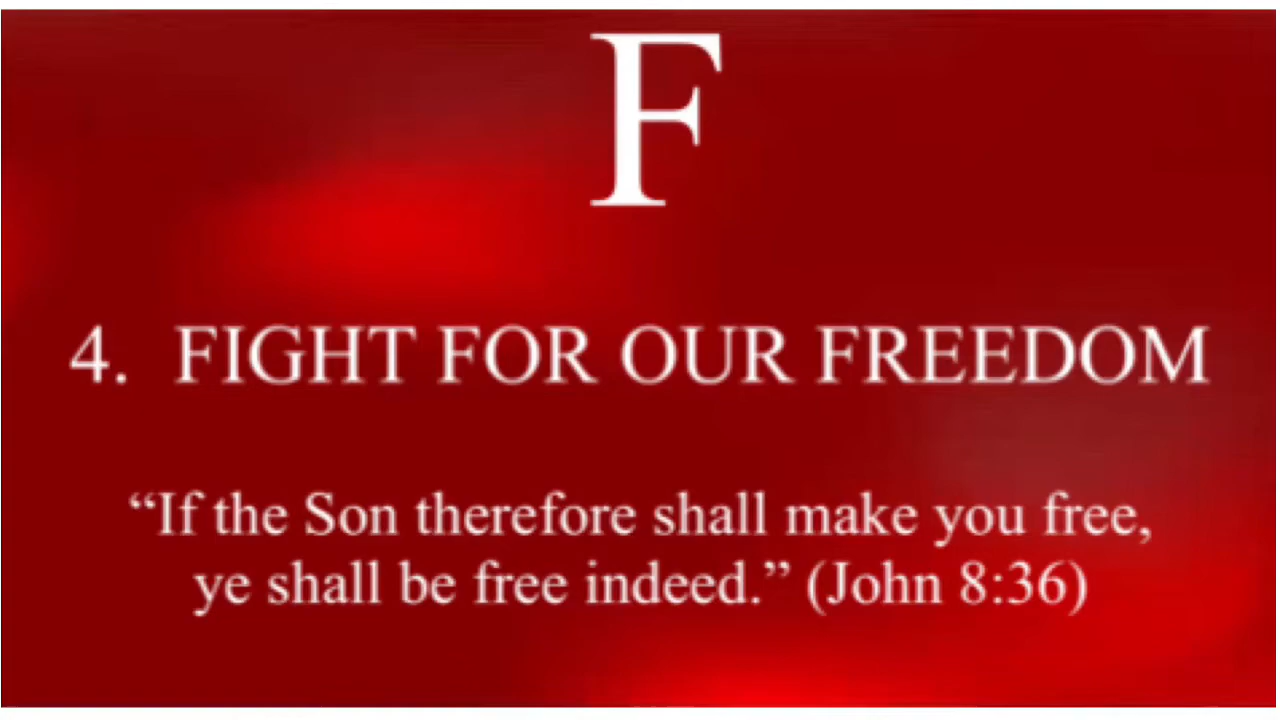 F
4. FIGHT FOR OUR FREEDOM
“If the Son therefore shall make you free,
ye shall be free indeed.” (John 8:36)